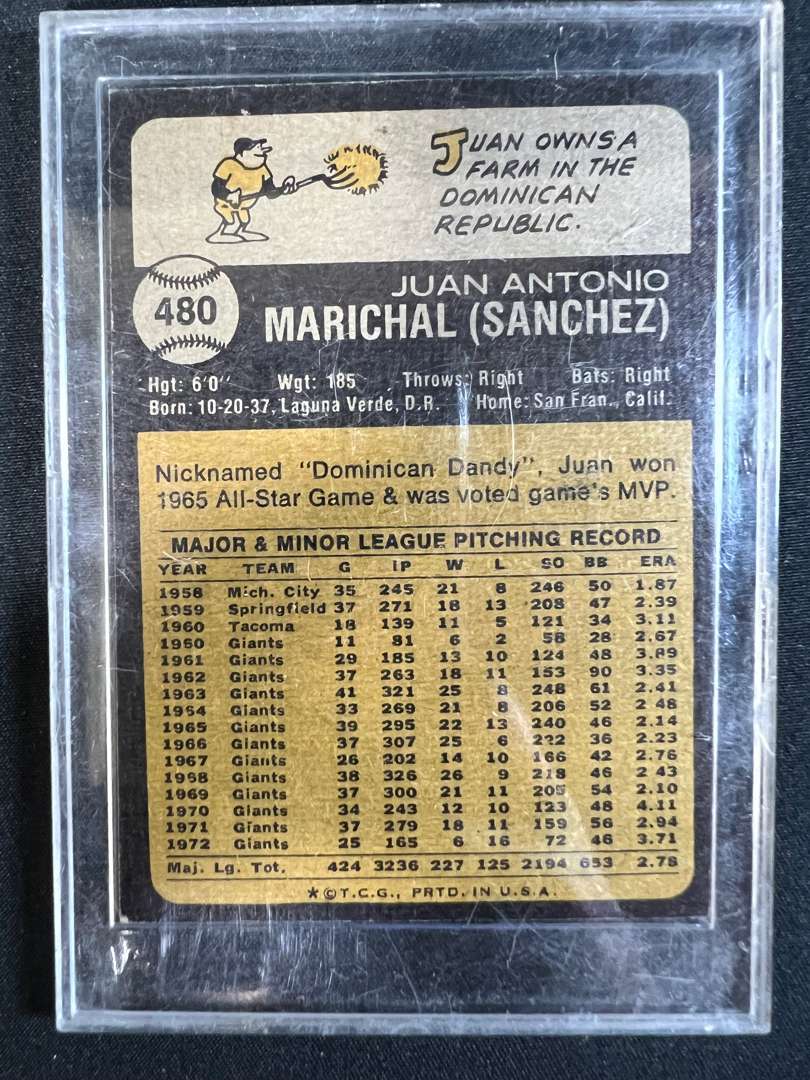 JUAN OWNS A
FARM IN THE
DOMINICAN
REPUBLIC.
480
JUAN ANTONIO
MARICHAL (SANCHEZ)
Hgt: 6'0" Wgt: 185 Throws: Right Bats: Right
Born: 10-20-37, Laguna Verde, D.R. Home: San Fran., Calif.
Nicknamed "Dominican Dandy", Juan won
1965 All-Star Game & was voted game's MVP.
MAJOR & MINOR LEAGUE PITCHING RECORD
YEAR TEAM G IP W L SO BB ERA
1958 Mich. City 35 245 21 8 246 50 1.87
1959 Springfield 37 271 18 13 208 47 2.39
1960 Tacoma 18 139 11 5 121 34 3.11
1960 Giants 11 81 6 2 58 28 2.67
1961 Giants 29 185 13 10 124 48 3.89
1962 Giants 37 263 18 11 153 90 3.35
1963 Giants 41 321 25 8 248 61 2.41
1964 Giants 33 269 21 8 206 52 2.48
1965 Giants 39 295 22 13 240 46 2.14
1966 Giants 37 307 25 6 222 36 2.23
1967 Giants 26 202 14 10 166 42 2.76
1968 Giants 38 326 26 9 218 46 2.43
1969 Giants 37 300 21 11 205 54 2.10
1970 Giants 34 243 12 10 123 48 4.11
1971 Giants 37 279 18 11 159 56 2.94
1972 Giants 25 165 6 16 72 46 3.71
Maj. Lg. Tot. 424 3236 227 125 2194 653 2.78
*©T.C.G., PRTD. IN U.S.A.